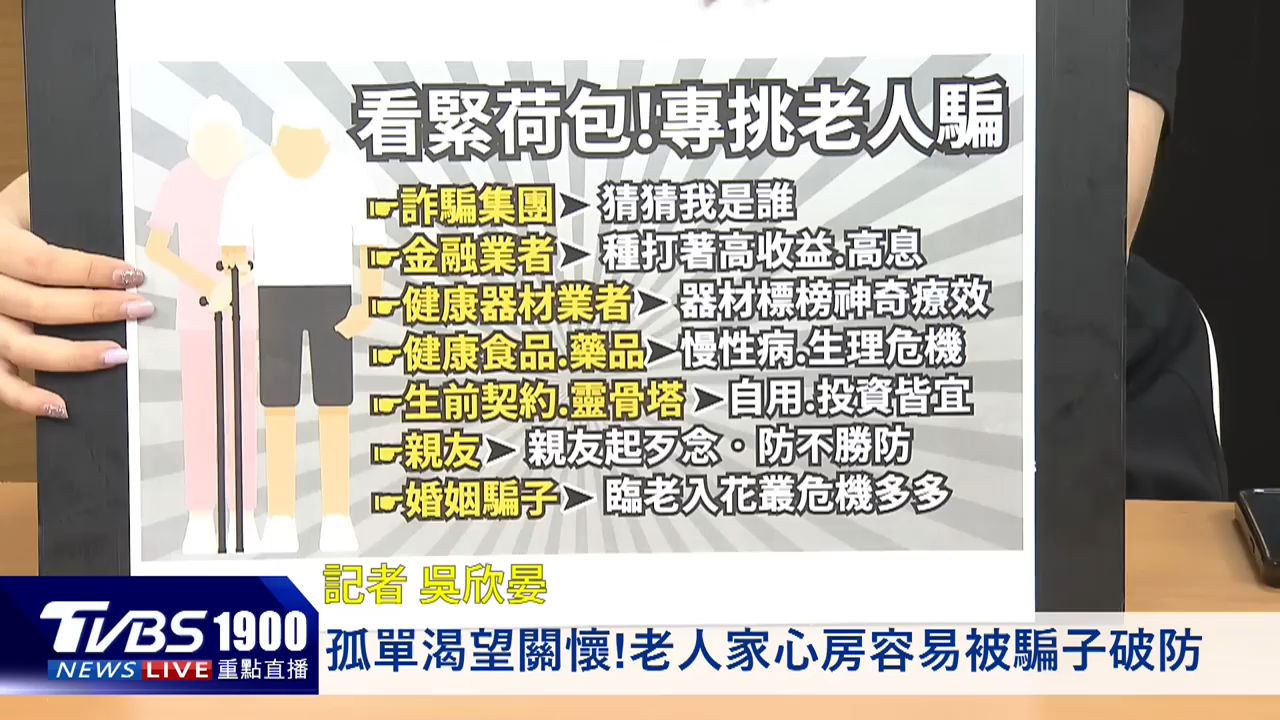 看緊荷包!專挑老人騙
☛詐騙集團➤ 猜猜我是誰
☛金融業者➤ 種打著高收益.高息
☛健康器材業者➤ 器材標榜神奇療效
☛健康食品.藥品➤慢性病.生理危機
☛生前契約.靈骨塔➤自用.投資皆宜
☛親友➤ 親友起歹念·防不勝防
☛婚姻騙子➤ 臨老入花叢危機多多
記者 吳欣晏
孤單渴望關懷!老人家心房容易被騙子破防
TVBS 1900
NEWS LIVE 重點直播